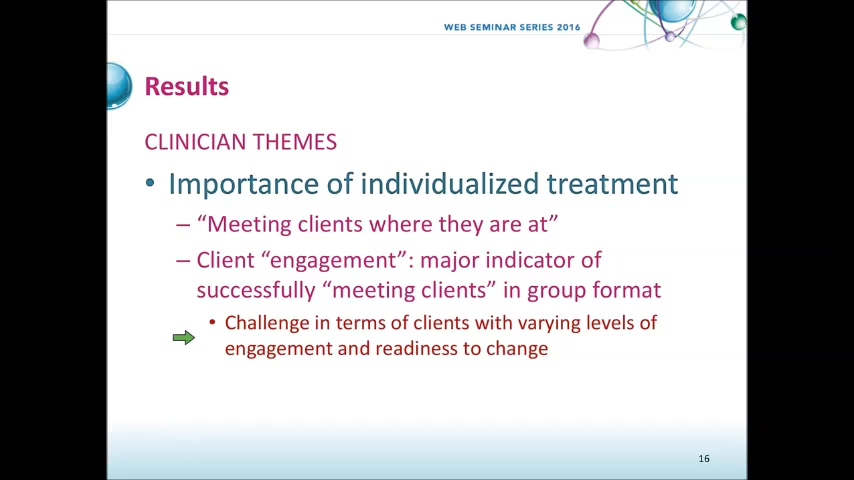 WEB SEMINAR SERIES 2016
Results
CLINICIAN THEMES
• Importance of individualized treatment
– “Meeting clients where they are at”
– Client “engagement”: major indicator of
successfully “meeting clients” in group format
• Challenge in terms of clients with varying levels of
engagement and readiness to change
16